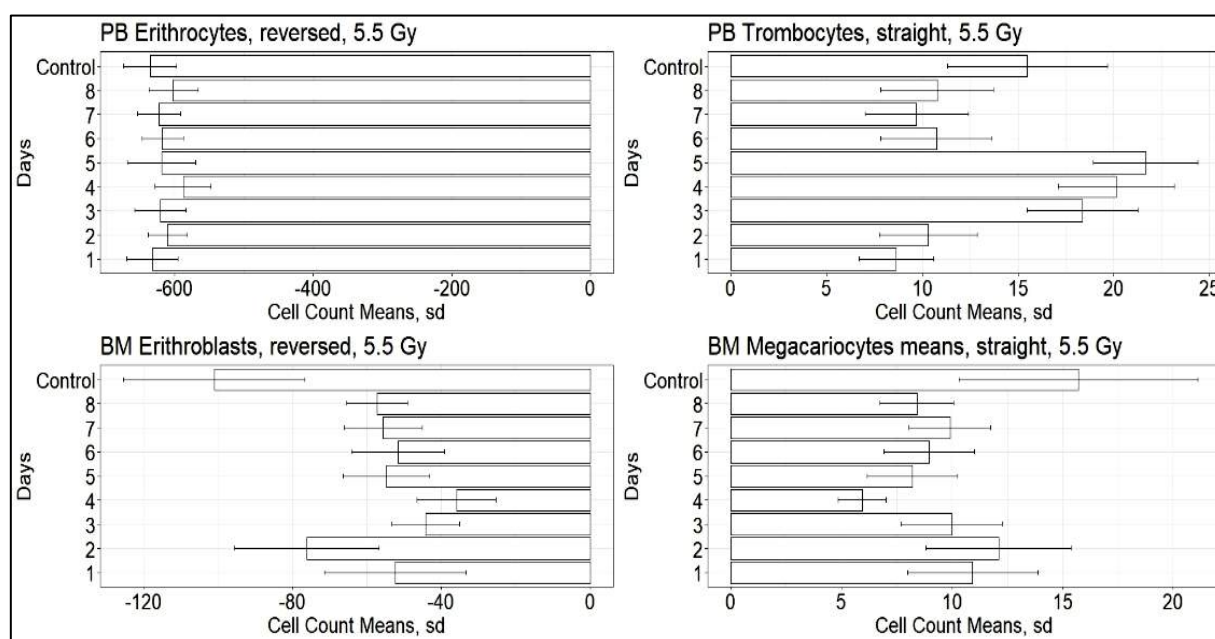 PB Erithrocytes, reversed, 5.5 Gy
Days
Control
8
7
6
5
4
3
2
1
-600 -400 -200 0
Cell Count Means, sd
PB Trombocytes, straight, 5.5 Gy
Days
Control
8
7
6
5
4
3
2
1
0 5 10 15 20 25
Cell Count Means, sd
BM Erithroblasts, reversed, 5.5 Gy
Days
Control
8
7
6
5
4
3
2
1
-120 -80 -40 0
Cell Count Means, sd
BM Megacariocytes means, straight, 5.5 Gy
Days
Control
8
7
6
5
4
3
2
1
0 5 10 15 20
Cell Count Means, sd